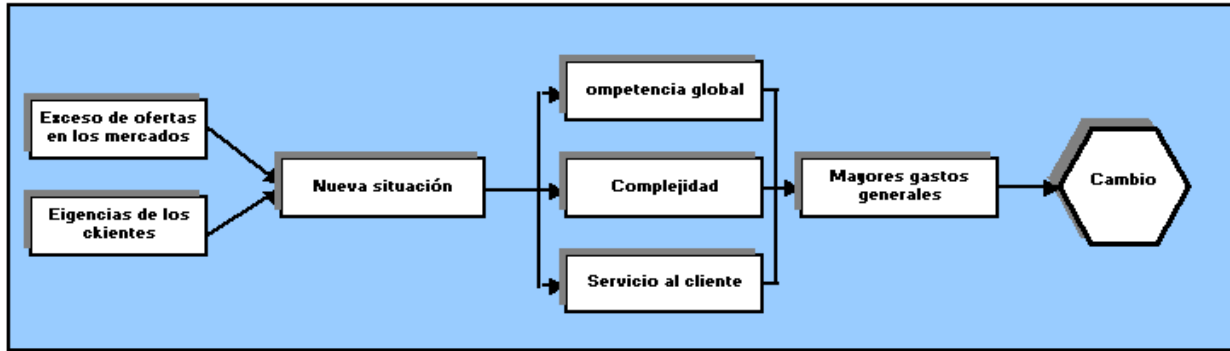 Exceso de ofertas
en los mercados
Eigencias de los
ckientes
Nueva situación
ompetencia global
Complejidad
Servicio al cliente
Mayores gastos
generales
Cambio